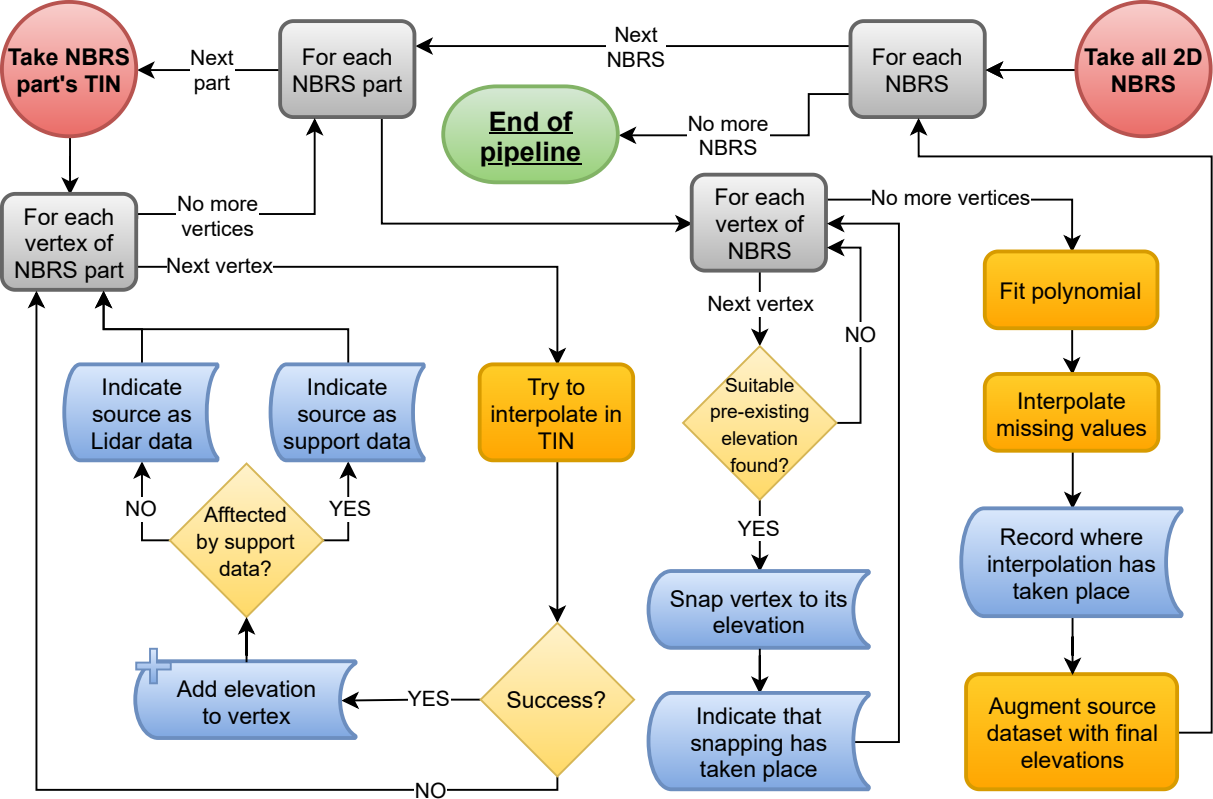 Take NBRS
part's TIN
Next
part
For each
NBRS part
Next
NBRS
For each
NBRS
Take all 2D
NBRS
End of
pipeline
No more
NBRS
For each
vertex of
NBRS part
No more
vertices
Next vertex
For each
vertex of
NBRS
No more vertices
Next vertex
NO
Fit polynomial
Indicate
source as
Lidar data
Indicate
source as
support data
Try to
interpolate in
TIN
Suitable
pre-existing
elevation
found?
Interpolate
missing values
NO
YES
Afftected
by support
data?
YES
Record where
interpolation has
taken place
Snap vertex to its
elevation
Add elevation
to vertex
YES
Success?
Indicate that
snapping has
taken place
Augment source
dataset with final
elevations
NO